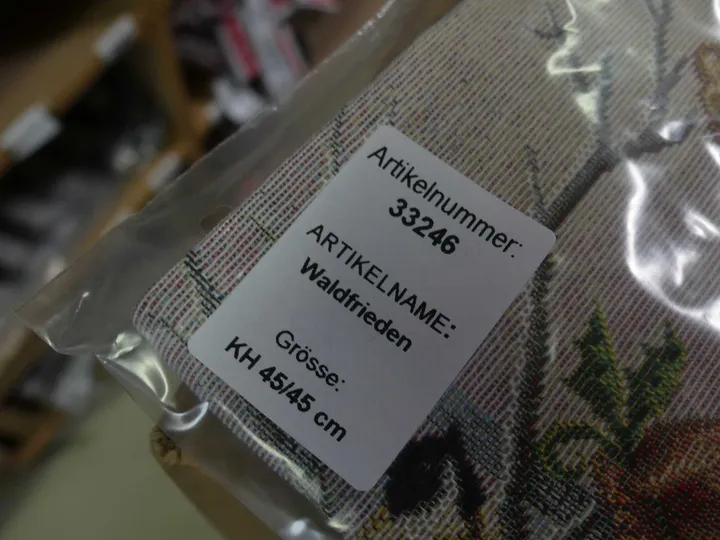 Artikelnummer:
33246
ARTIKELNAME:
Waldfrieden
Grösse:
KH 45/45 cm